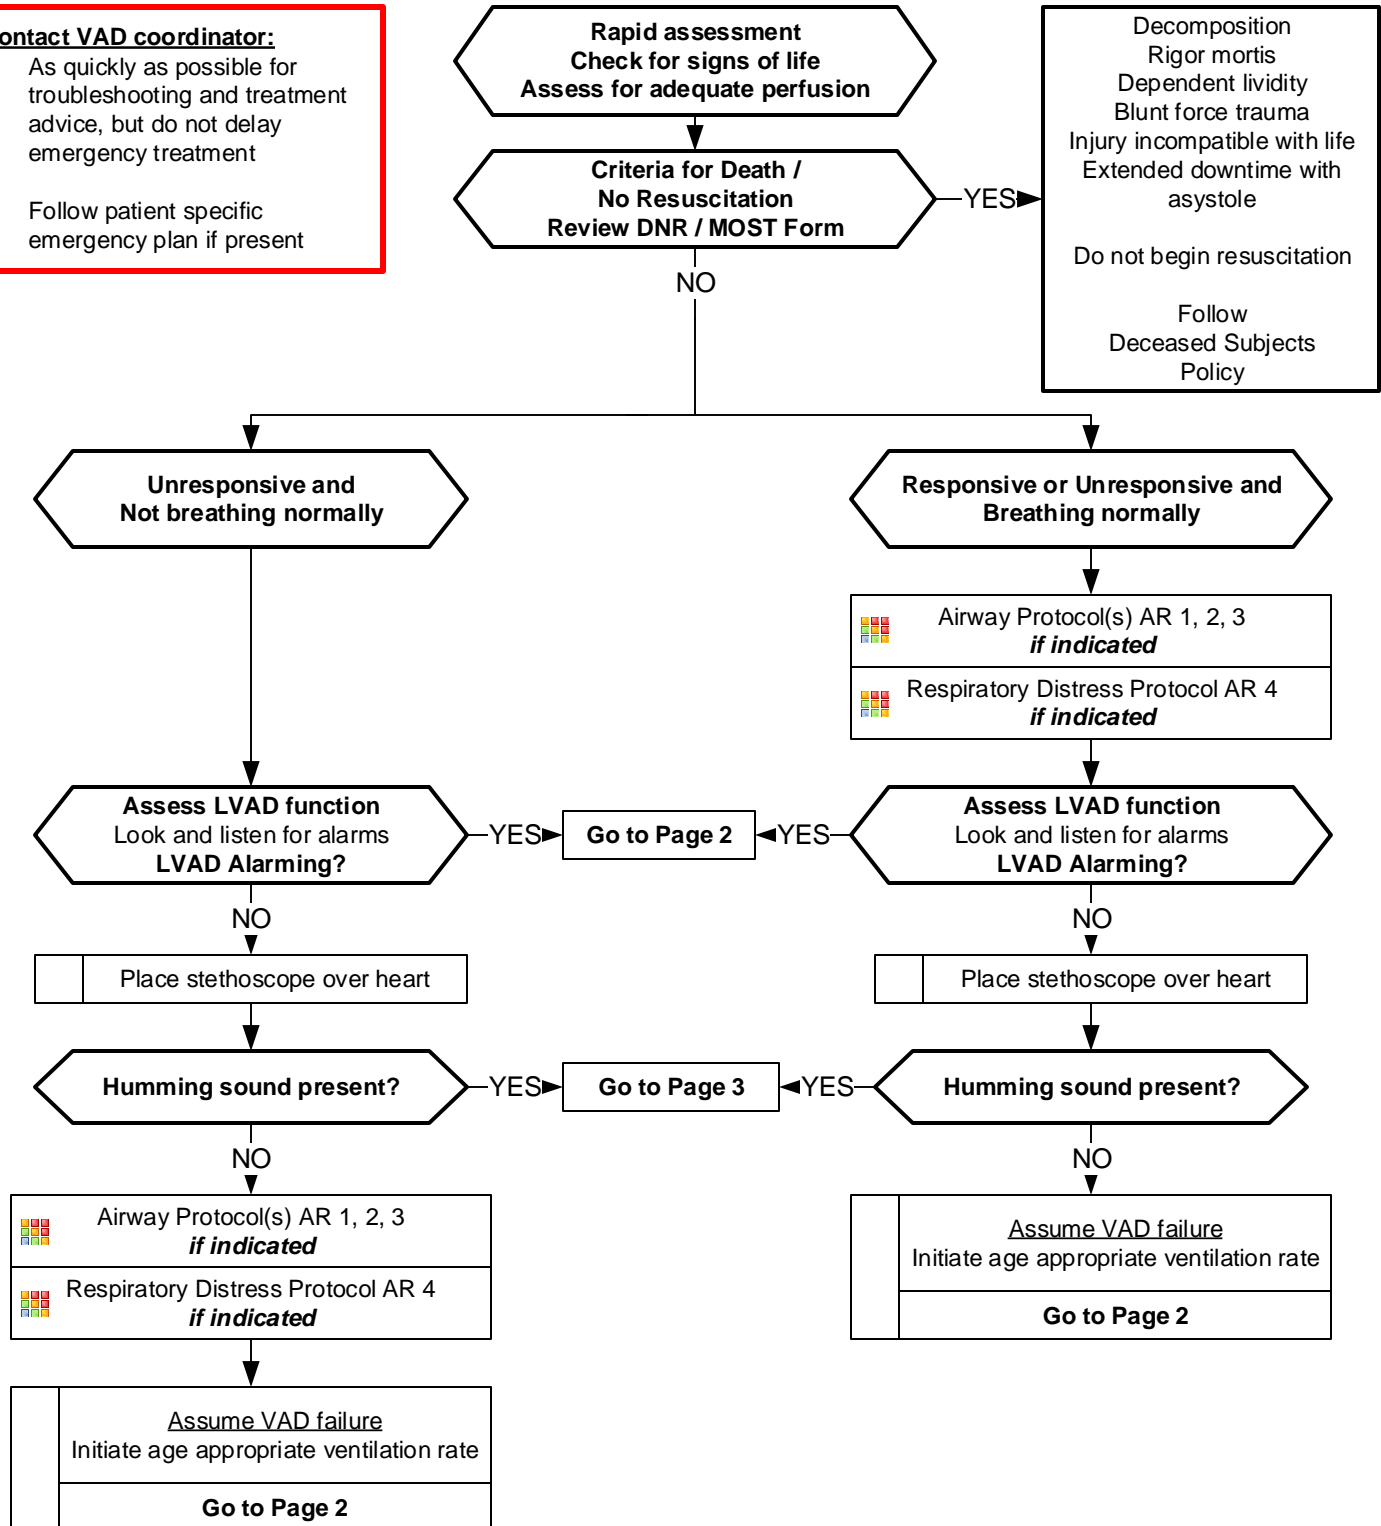 ontact VAD coordinator:
As quickly as possible for
troubleshooting and treatment
advice, but do not delay
emergency treatment
Follow patient specific
emergency plan if present
Rapid assessment
Check for signs of life
Assess for adequate perfusion
Criteria for Death /
No Resuscitation
Review DNR / MOST Form
YES
Decomposition
Rigor mortis
Dependent lividity
Blunt force trauma
Injury incompatible with life
Extended downtime with
asystole
Do not begin resuscitation
Follow
Deceased Subjects
Policy
NO
Unresponsive and
Not breathing normally
Responsive or Unresponsive and
Breathing normally
Airway Protocol(s) AR 1, 2, 3
if indicated
Respiratory Distress Protocol AR 4
if indicated
Assess LVAD function
Look and listen for alarms
LVAD Alarming?
YES
Go to Page 2
YES
Assess LVAD function
Look and listen for alarms
LVAD Alarming?
NO
NO
Place stethoscope over heart
Place stethoscope over heart
Humming sound present?
YES
Go to Page 3
YES
Humming sound present?
NO
NO
Airway Protocol(s) AR 1, 2, 3
if indicated
Respiratory Distress Protocol AR 4
if indicated
Assume VAD failure
Initiate age appropriate ventilation rate
Go to Page 2
Assume VAD failure
Initiate age appropriate ventilation rate
Go to Page 2